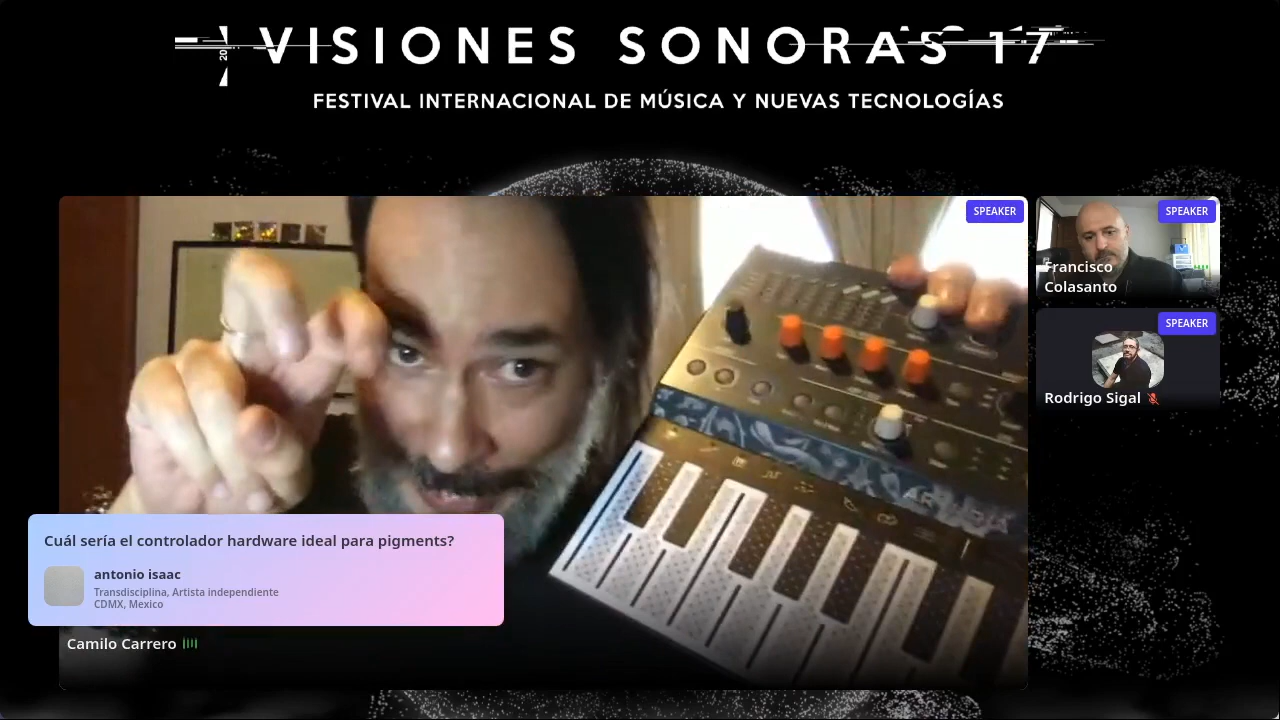 VISIONES SONORAS 17
20
FESTIVAL INTERNACIONAL DE MÚSICA Y NUEVAS TECNOLOGÍAS
SPEAKER
SPEAKER
Francisco
Colasanto
SPEAKER
Rodrigo Sigal
Cuál sería el controlador hardware ideal para pigments?
antonio isaac
Transdisciplina, Artista independiente
CDMX, Mexico
Camilo Carrero